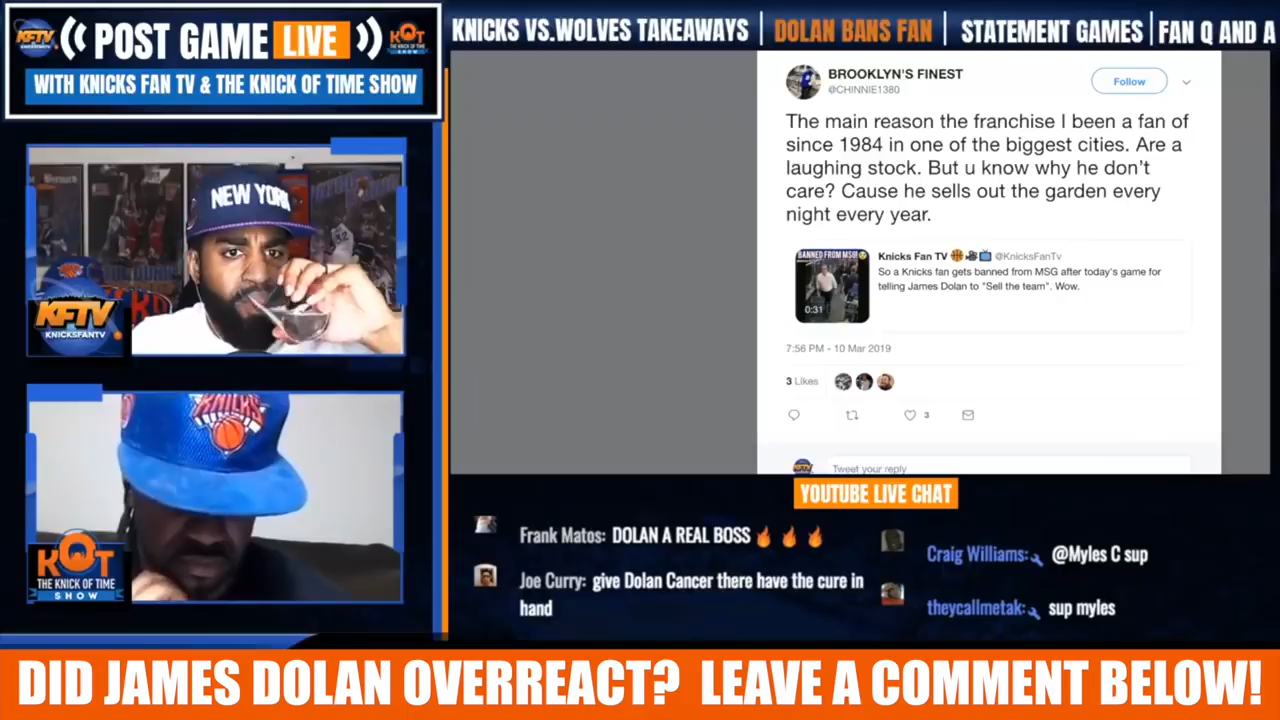 KFTV
((POST GAME LIVE))
KOT
THE KNICK OF TIME
SHOW
WITH KNICKS FAN TV & THE KNICK OF TIME SHOW
KNICKS VS.WOLVES TAKEAWAYS | DOLAN BANS FAN | STATEMENT GAMES | FAN Q AND A
NEW YORK
KFTV
KNICKSFANTV
KNICKS
KOT
THE KNICK OF TIME
SHOW
BROOKLYN'S FINEST
@CHINNIE1380
Follow
The main reason the franchise I been a fan of
since 1984 in one of the biggest cities. Are a
laughing stock. But u know why he don't
care? Cause he sells out the garden every
night every year.
BANNED FROM MSG!
0:31
Knicks Fan TV @KnicksFanTv
So a Knicks fan gets banned from MSG after today's game for
telling James Dolan to "Sell the team". Wow.
7:56 PM - 10 Mar 2019
3 Likes
3
Tweet your reply
YOUTUBE LIVE CHAT
Frank Matos: DOLAN A REAL BOSS 🔥 🔥 🔥
Joe Curry: give Dolan Cancer there have the cure in
hand
Craig Williams: @Myles C sup
theycallmetak: sup myles
DID JAMES DOLAN OVERREACT? LEAVE A COMMENT BELOW!